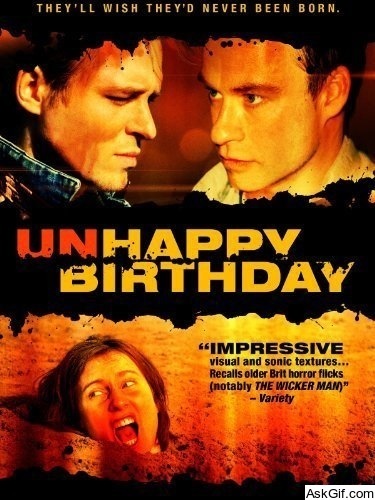 THEY'LL WISH THEY'D NEVER BEEN BORN.
UNHAPPY
BIRTHDAY
“IMPRESSIVE
visual and sonic textures...
Recalls older Brit horror flicks
(notably THE WICKER MAN)”
– Variety
AskGif.com